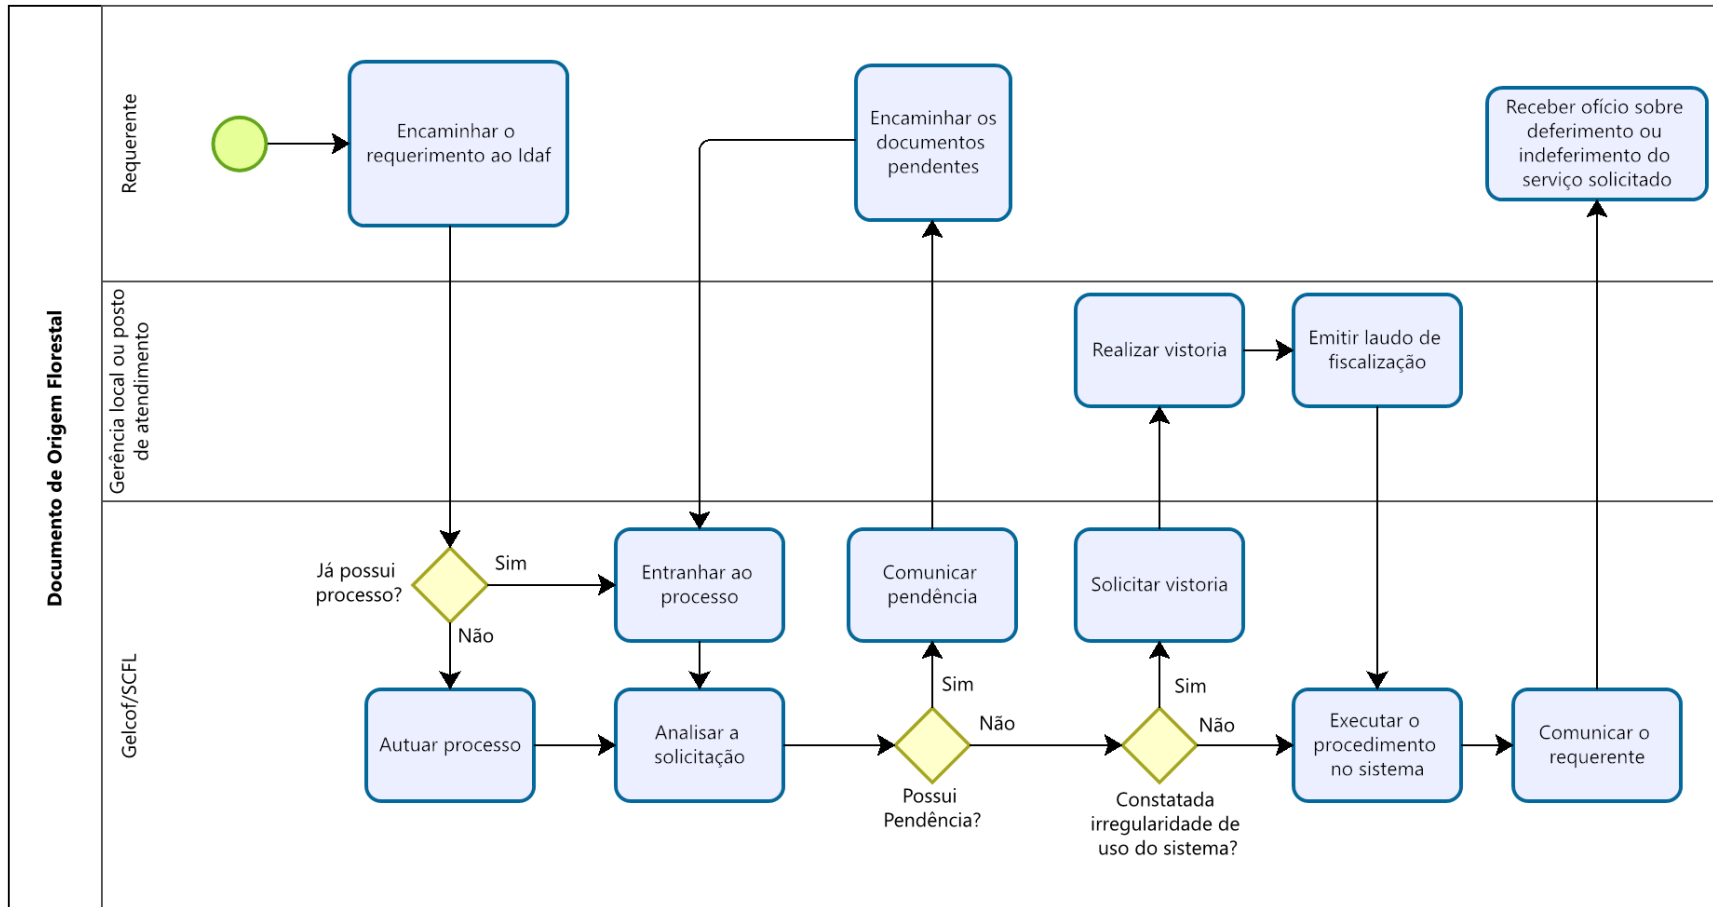 Documento de Origem Florestal
Requerente
Encaminhar o
requerimento ao Idaf
Encaminhar os
documentos
pendentes
Receber ofício sobre
deferimento ou
indeferimento do
serviço solicitado
Gerência local ou posto
de atendimento
Realizar vistoria
Emitir laudo de
fiscalização
Gelcof/SCFL
Já possui
processo?
Sim
Não
Entranhar ao
processo
Comunicar
pendência
Solicitar vistoria
Autuar processo
Analisar a
solicitação
Sim
Não
Possui
Pendência?
Sim
Não
Constatada
irregularidade de
uso do sistema?
Executar o
procedimento
no sistema
Comunicar o
requerente